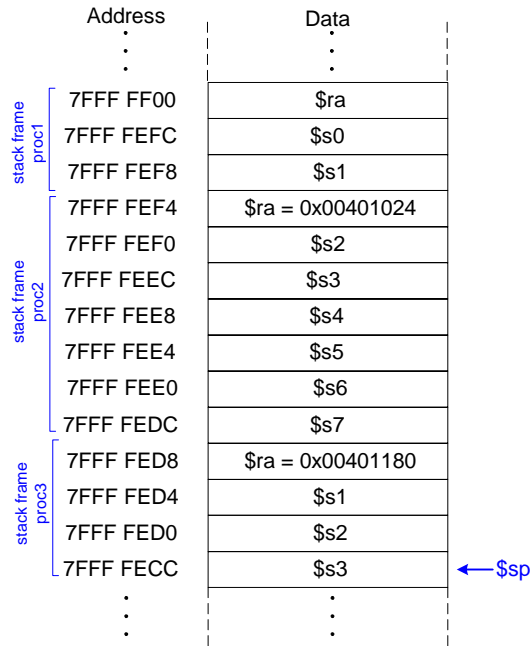 Address Data
7FFF FF00 $ra
7FFF FEFC $s0
7FFF FEF8 $s1
stack frame
proc1
7FFF FEF4 $ra = 0x00401024
7FFF FEF0 $s2
7FFF FEEC $s3
7FFF FEE8 $s4
7FFF FEE4 $s5
7FFF FEE0 $s6
7FFF FEDC $s7
stack frame
proc2
7FFF FED8 $ra = 0x00401180
7FFF FED4 $s1
7FFF FED0 $s2
7FFF FECC $s3 $sp
stack frame
proc3